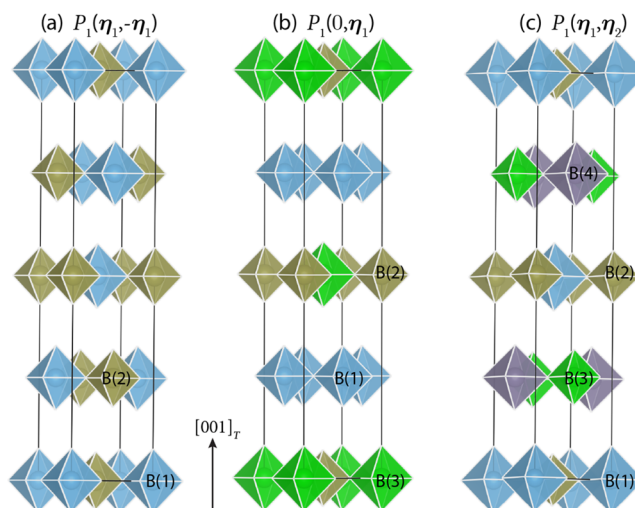 (a) P₁(η₁,-η₁)
(b) P₁(0,η₁)
(c) P₁(η₁,η₂)
B(4)
B(2)
B(2)
B(2)
B(1)
B(3)
[001]T
B(1)
B(3)
B(1)